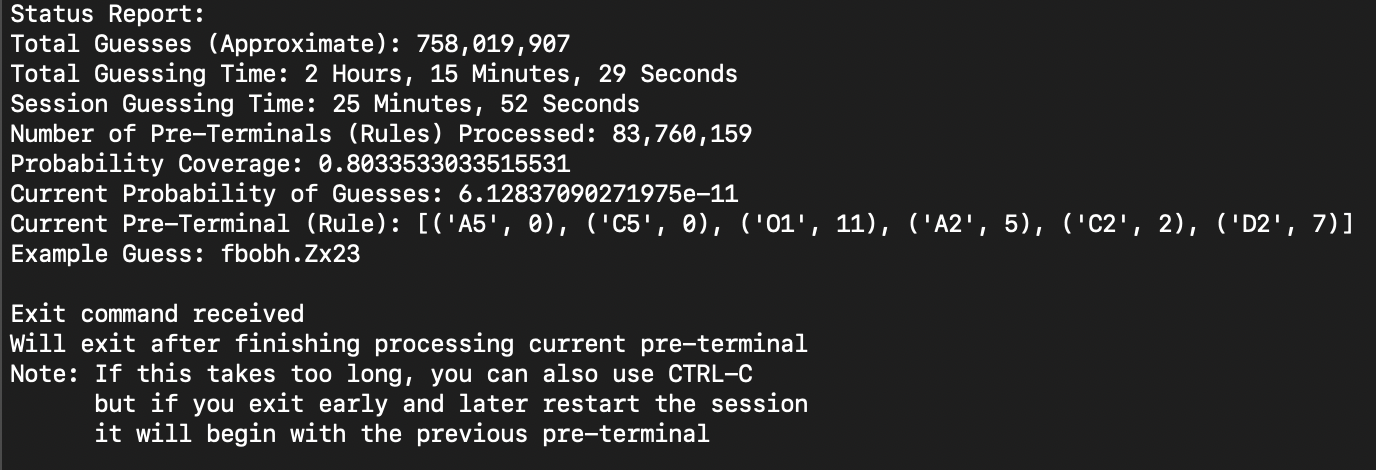 Status Report:
Total Guesses (Approximate): 758,019,907
Total Guessing Time: 2 Hours, 15 Minutes, 29 Seconds
Session Guessing Time: 25 Minutes, 52 Seconds
Number of Pre-Terminals (Rules) Processed: 83,760,159
Probability Coverage: 0.8033533033515531
Current Probability of Guesses: 6.12837090271975e-11
Current Pre-Terminal (Rule): [('A5', 0), ('C5', 0), ('O1', 11), ('A2', 5), ('C2', 2), ('D2', 7)]
Example Guess: fbobh.Zx23
Exit command received
Will exit after finishing processing current pre-terminal
Note: If this takes too long, you can also use CTRL-C
but if you exit early and later restart the session
it will begin with the previous pre-terminal